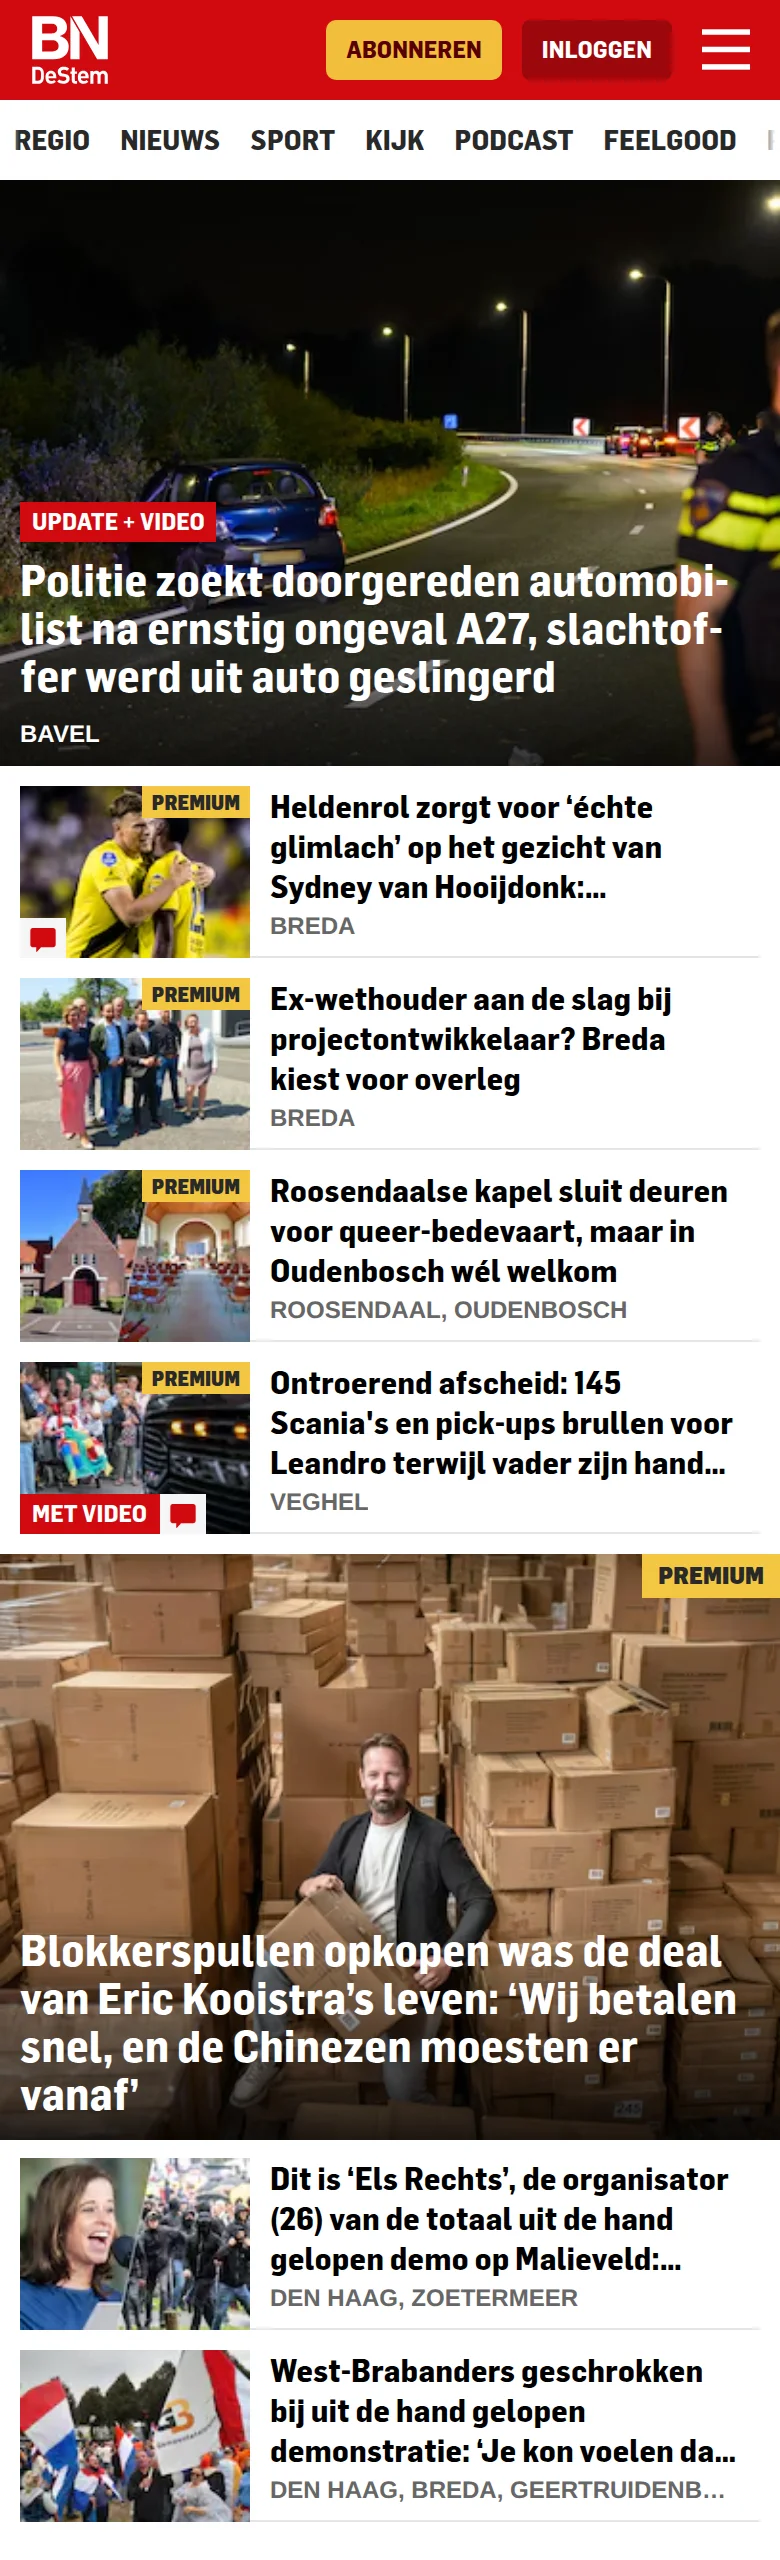 BN
DeStem
ABONNEREN
INLOGGEN
REGIO NIEUWS SPORT KIJK PODCAST FEELGOOD
UPDATE + VIDEO
Politie zoekt doorgereden automobi-
list na ernstig ongeval A27, slachtof-
fer werd uit auto geslingerd
BAVEL
PREMIUM
Heldenrol zorgt voor ‘échte
glimlach’ op het gezicht van
Sydney van Hooijdonk:...
BREDA
PREMIUM
Ex-wethouder aan de slag bij
projectontwikkelaar? Breda
kiest voor overleg
BREDA
PREMIUM
Roosendaalse kapel sluit deuren
voor queer-bedevaart, maar in
Oudenbosch wél welkom
ROOSENDAAL, OUDENBOSCH
PREMIUM
MET VIDEO
Ontroerend afscheid: 145
Scania's en pick-ups brullen voor
Leandro terwijl vader zijn hand...
VEGHEL
PREMIUM
Blokkerspullen opkopen was de deal
van Eric Kooistra’s leven: ‘Wij betalen
snel, en de Chinezen moesten er
vanaf’
Dit is ‘Els Rechts’, de organisator
(26) van de totaal uit de hand
gelopen demo op Malieveld:...
DEN HAAG, ZOETERMEER
West-Brabanders geschrokken
bij uit de hand gelopen
demonstratie: ‘Je kon voelen da...
DEN HAAG, BREDA, GEERTRUIDENB...